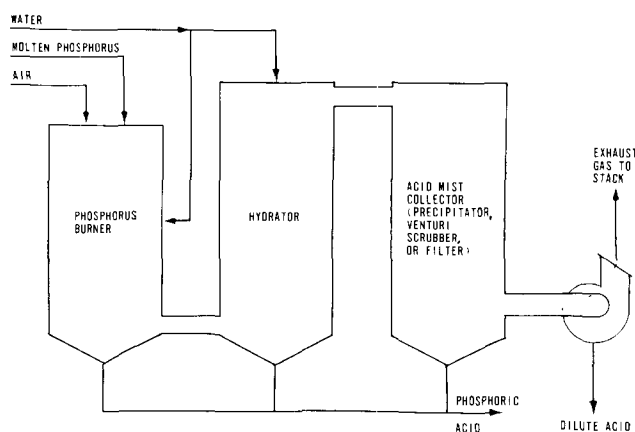 WATER
MOLTEN PHOSPHORUS
AIR
EXHAUST
GAS TO
STACK
PHOSPHORUS
BURNER
HYDRATOR
ACID MIST
COLLECTOR
(PRECIPITATOR,
VENTURI
SCRUBBER,
OR FILTER)
PHOSPHORIC
ACID
DILUTE ACID